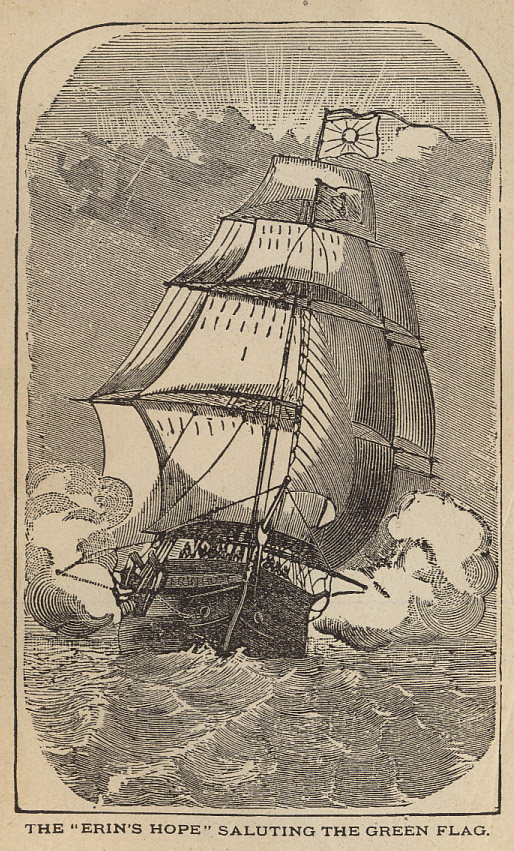 THE "ERIN'S HOPE" SALUTING THE GREEN FLAG.